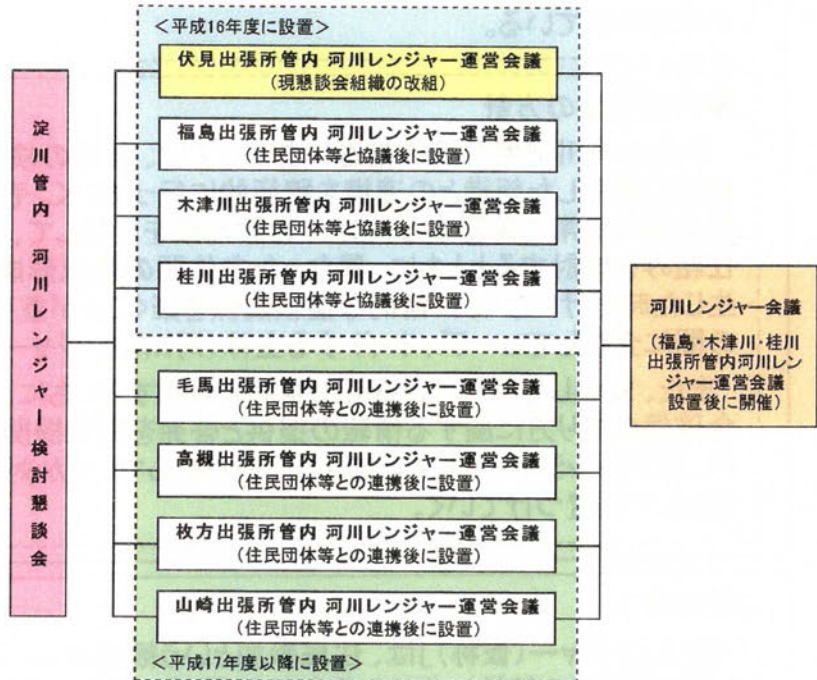 <平成16年度に設置>
伏見出張所管内 河川レンジャー運営会議
(現懇談会組織の改組)
福島出張所管内 河川レンジャー運営会議
(住民団体等と協議後に設置)
木津川出張所管内 河川レンジャー運営会議
(住民団体等と協議後に設置)
桂川出張所管内 河川レンジャー運営会議
(住民団体等と協議後に設置)
淀川管内 河川レンジャー検討懇談会
毛馬出張所管内 河川レンジャー運営会議
(住民団体等との連携後に設置)
高槻出張所管内 河川レンジャー運営会議
(住民団体等との連携後に設置)
枚方出張所管内 河川レンジャー運営会議
(住民団体等との連携後に設置)
山崎出張所管内 河川レンジャー運営会議
(住民団体等との連携後に設置)
<平成17年度以降に設置>
河川レンジャー会議
(福島・木津川・桂川
出張所管内河川レン
ジャー運営会議
設置後に開催)